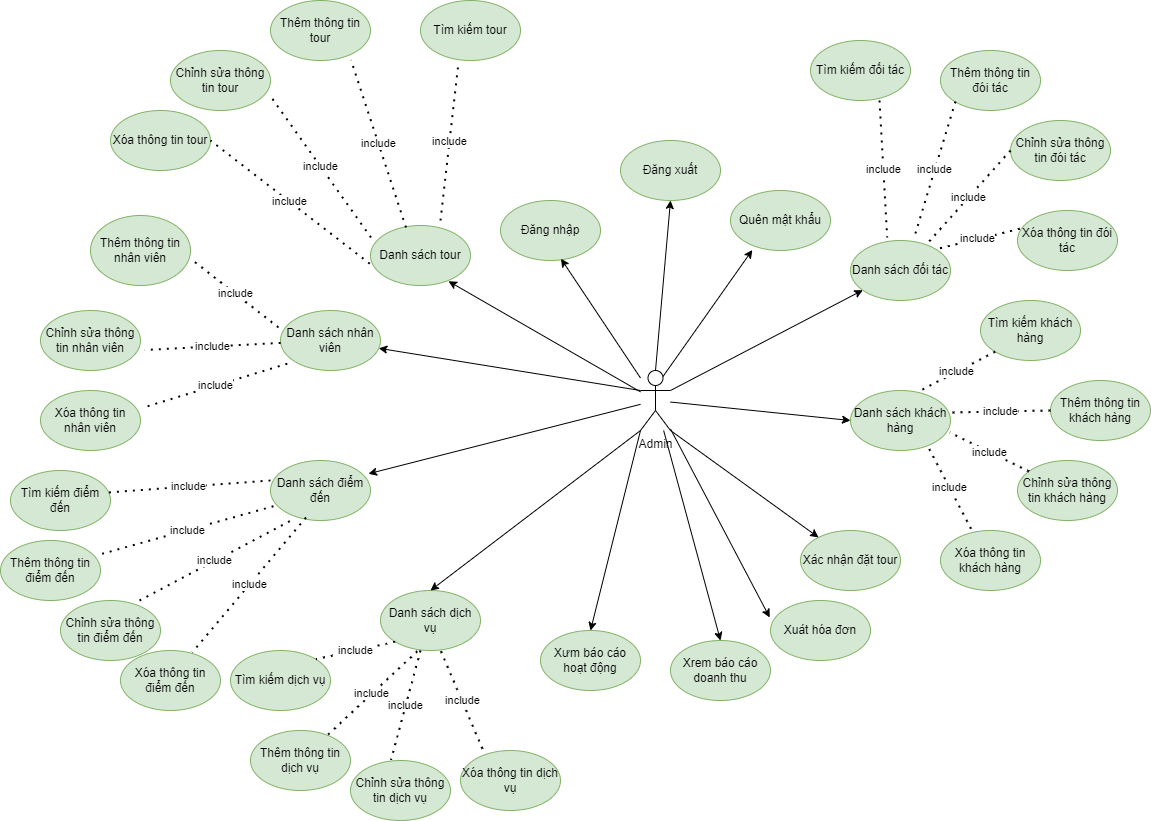 Thêm thông tin
tour
Tìm kiếm tour
Chỉnh sửa thông
tin tour
Xóa thông tin tour
include
include
include
include
Danh sách tour
Tìm kiếm đối tác
Thêm thông tin
đói tác
Chỉnh sửa thông
tin đói tác
Xóa thông tin đói
tác
include
include
include
include
Danh sách đối tác
Đăng xuất
Quên mật khẩu
Đăng nhập
Thêm thông tin
nhân viên
Chỉnh sửa thông
tin nhân viên
Xóa thông tin
nhân viên
include
include
include
Danh sách nhân
viên
Tìm kiếm khách
hàng
Thêm thông tin
khách hàng
Chỉnh sửa thông
tin khách hàng
Xóa thông tin
khách hàng
include
include
include
include
Danh sách khách
hàng
Admin
Tìm kiếm điểm
đến
Thêm thông tin
điểm đến
Chỉnh sửa thông
tin điểm đến
Xóa thông tin
điểm đến
include
include
include
include
Danh sách điểm
đến
Danh sách dịch
vụ
include
include
include
include
Tìm kiếm dịch vụ
Thêm thông tin
dịch vụ
Chỉnh sửa thông
tin dịch vụ
Xóa thông tin dịch
vụ
Xưm báo cáo
hoạt động
Xrem báo cáo
doanh thu
Xuát hóa đơn
Xác nhận đặt tour